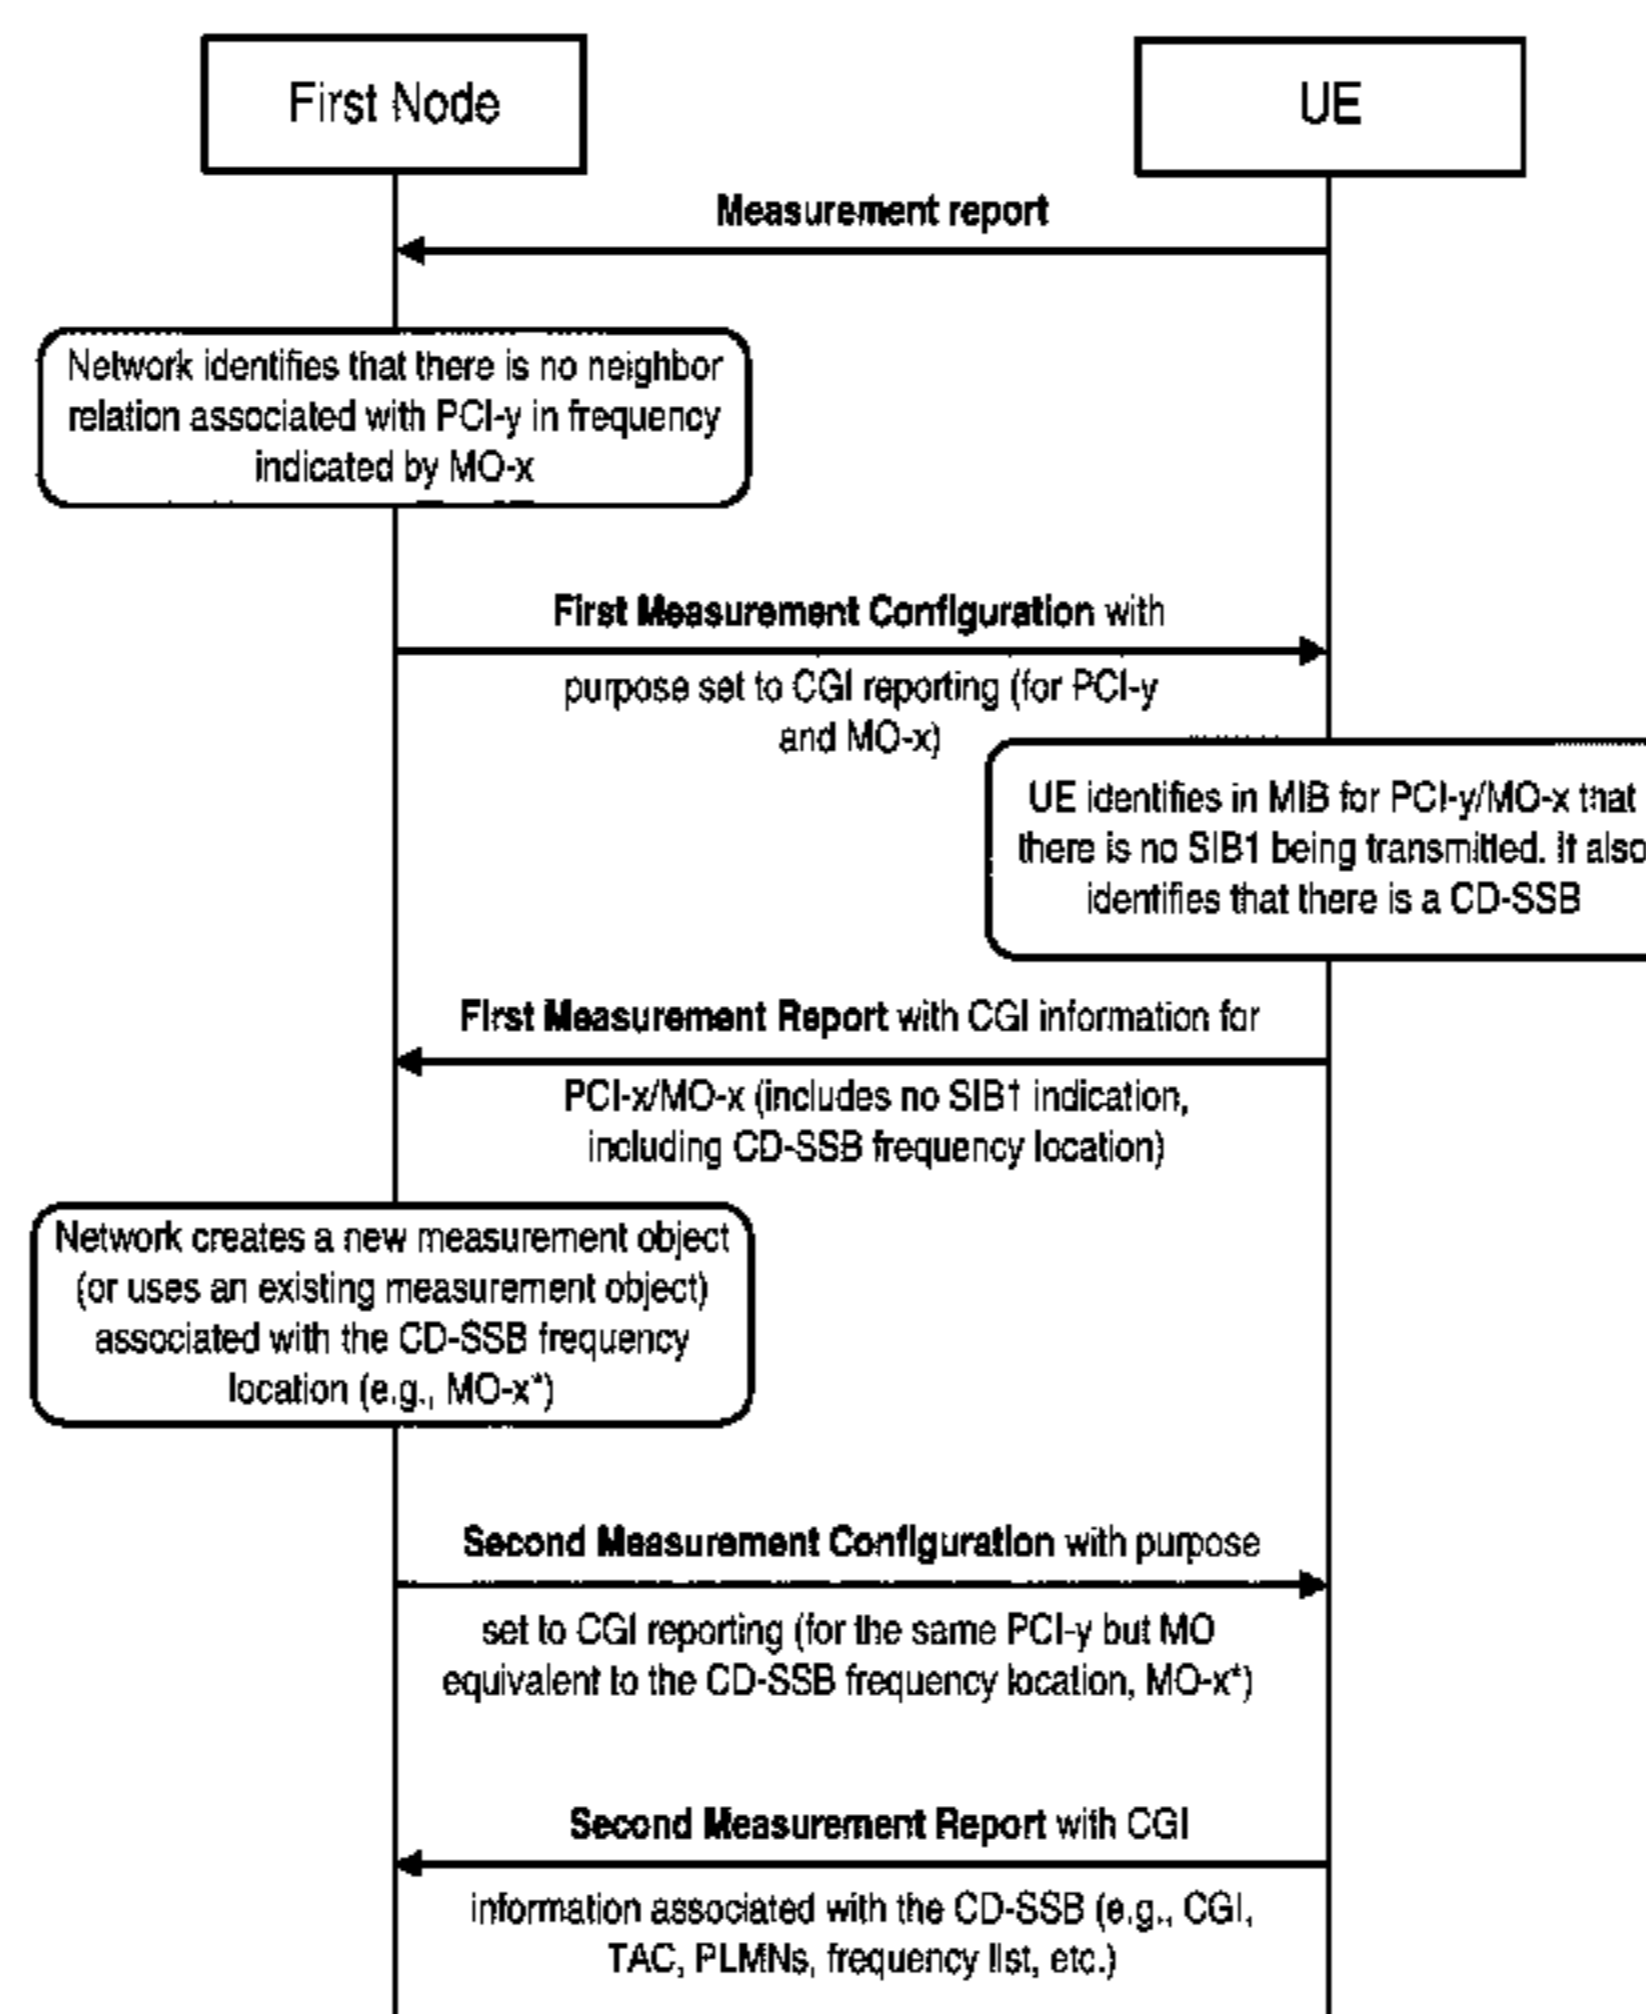 First Node
UE
Measurement report
Network identifies that there is no neighbor
relation associated with PCI-y in frequency
indicated by MO-x
First Measurement Configuration with
purpose set to CGI reporting (for PCI-y
and MO-x)
UE identifies in MIB for PCI-y/MO-x that
there is no SIB1 being transmitted. It also
identifies that there is a CD-SSB
First Measurement Report with CGI information for
PCI-x/MO-x (includes no SIB1 indication,
including CD-SSB frequency location)
Network creates a new measurement object
(or uses an existing measurement object)
associated with the CD-SSB frequency
location (e.g., MO-x*)
Second Measurement Configuration with purpose
set to CGI reporting (for the same PCI-y but MO
equivalent to the CD-SSB frequency location, MO-x*)
Second Measurement Report with CGI
information associated with the CD-SSB (e.g., CGI,
TAC, PLMNs, frequency list, etc.)